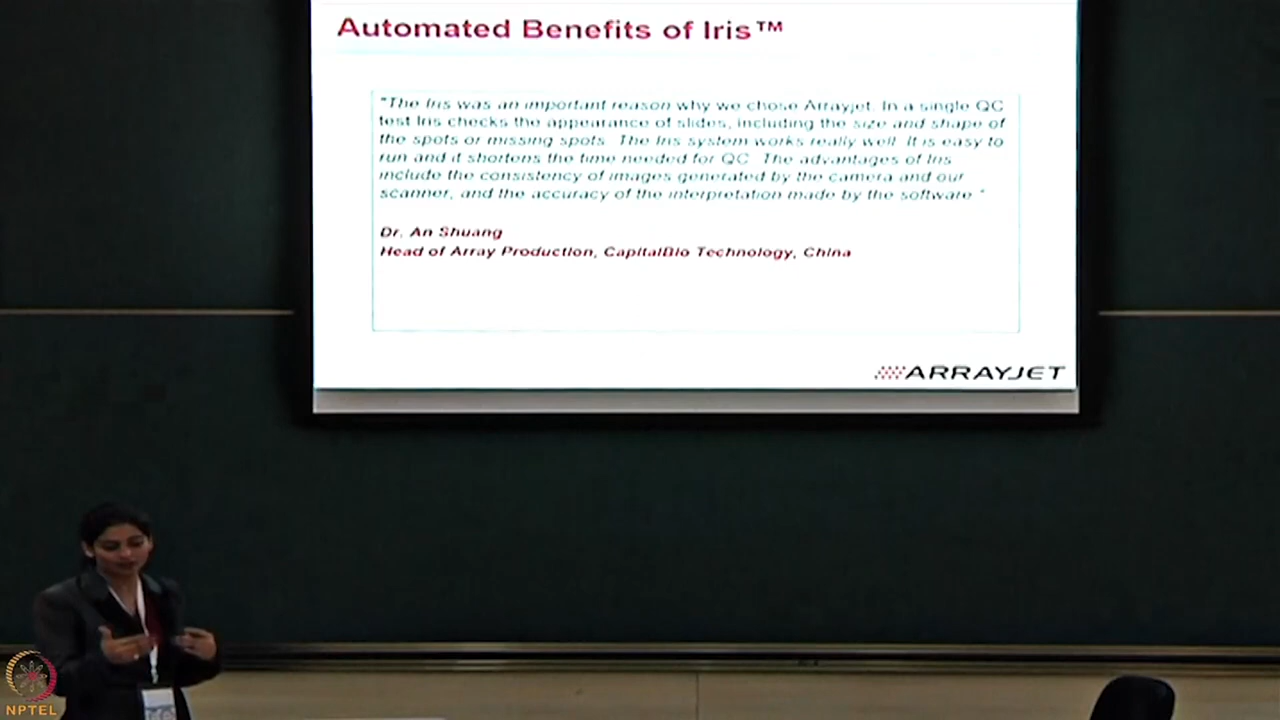 Automated Benefits of Iris™
"The Iris was an important reason why we chose Arrayjet. In a single QC
test Iris checks the appearance of slides, including the size and shape of
the spots or missing spots. The Iris system works really well. It is easy to
run and it shortens the time needed for QC. The advantages of Iris
include the consistency of images generated by the camera and our
scanner, and the accuracy of the interpretation made by the software."
Dr. An Shuang
Head of Array Production, CapitalBio Technology, China
ARRAYJET
NPTEL